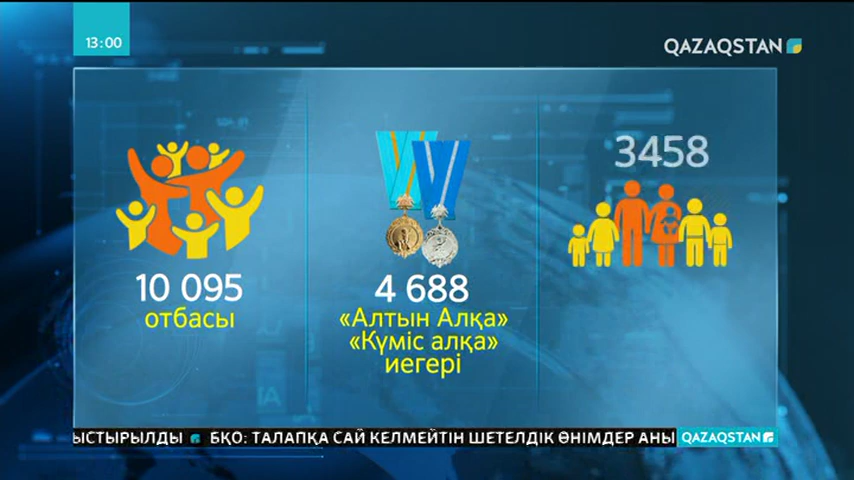 13:00
QAZAQSTAN
3458
10 095
отбасы
4 688
«Алтын Алқа»
«Күміс алқа»
иегері
ЫСТЫРЫЛДЫ БҚО: ТАЛАПҚА САЙ КЕЛМЕЙТІН ШЕТЕЛДІК ӨНІМДЕР АНЫ
QAZAQSTAN